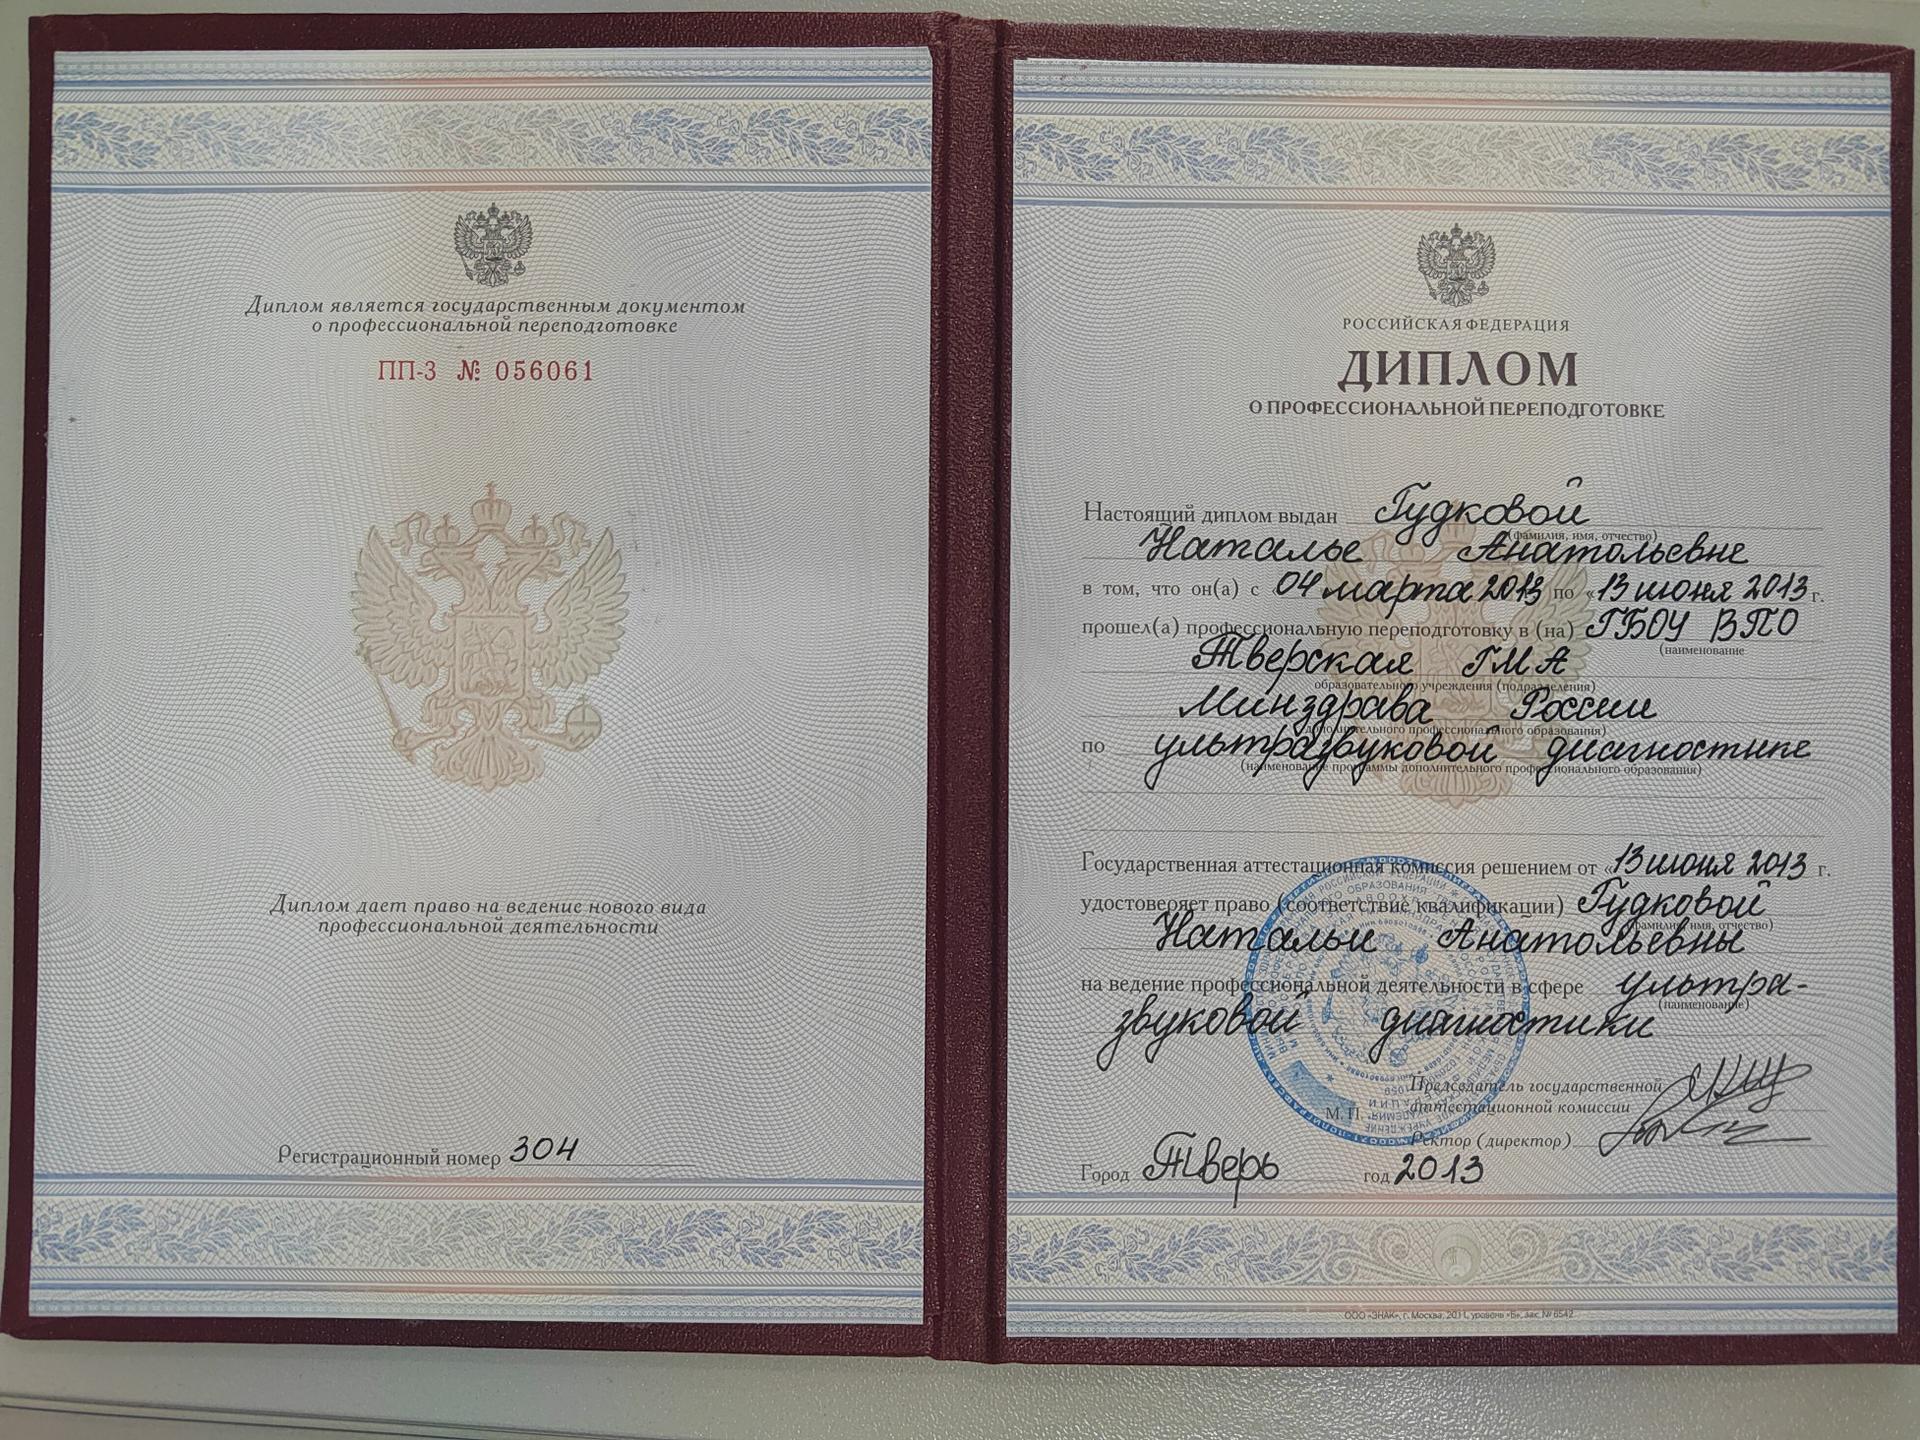 Диплом является государственным документом
о профессиональной переподготовке
ПП-3 № 056061
Диплом дает право на ведение нового вида
профессиональной деятельности
Регистрационный номер 304
РОССИЙСКАЯ ФЕДЕРАЦИЯ
ДИПЛОМ
О ПРОФЕССИОНАЛЬНОЙ ПЕРЕПОДГОТОВКЕ
Настоящий диплом выдан Гудковой
(фамилия, имя, отчество)
Наталье Анатольевне
в том, что он(а) с «04 марта 2013 по «13 июня 2013 г.
прошел(а) профессиональную переподготовку в (на) ГБОУ ВПО
(наименование
Тверская ГМА
образовательного учреждения (подразделения)
Минздрава России
дополнительного профессионального образования)
по ультразвуковой диагностике
(наименование программы дополнительного профессионального образования)
Государственная аттестационная комиссия решением от «13 июня 2013 г.
удостоверяет право (соответствие квалификации) Гудковой
(фамилия, имя, отчество)
Натальи Анатольевны
на ведение профессиональной деятельности в сфере ультра-
(наименование)
звуковой диагностики
Председатель государственной
аттестационной комиссии
М. П.
Ректор (директор)
Город Тверь год 2013
ООО «ЗНАК», г. Москва, 2011, уровень «Б», зак. № 6542